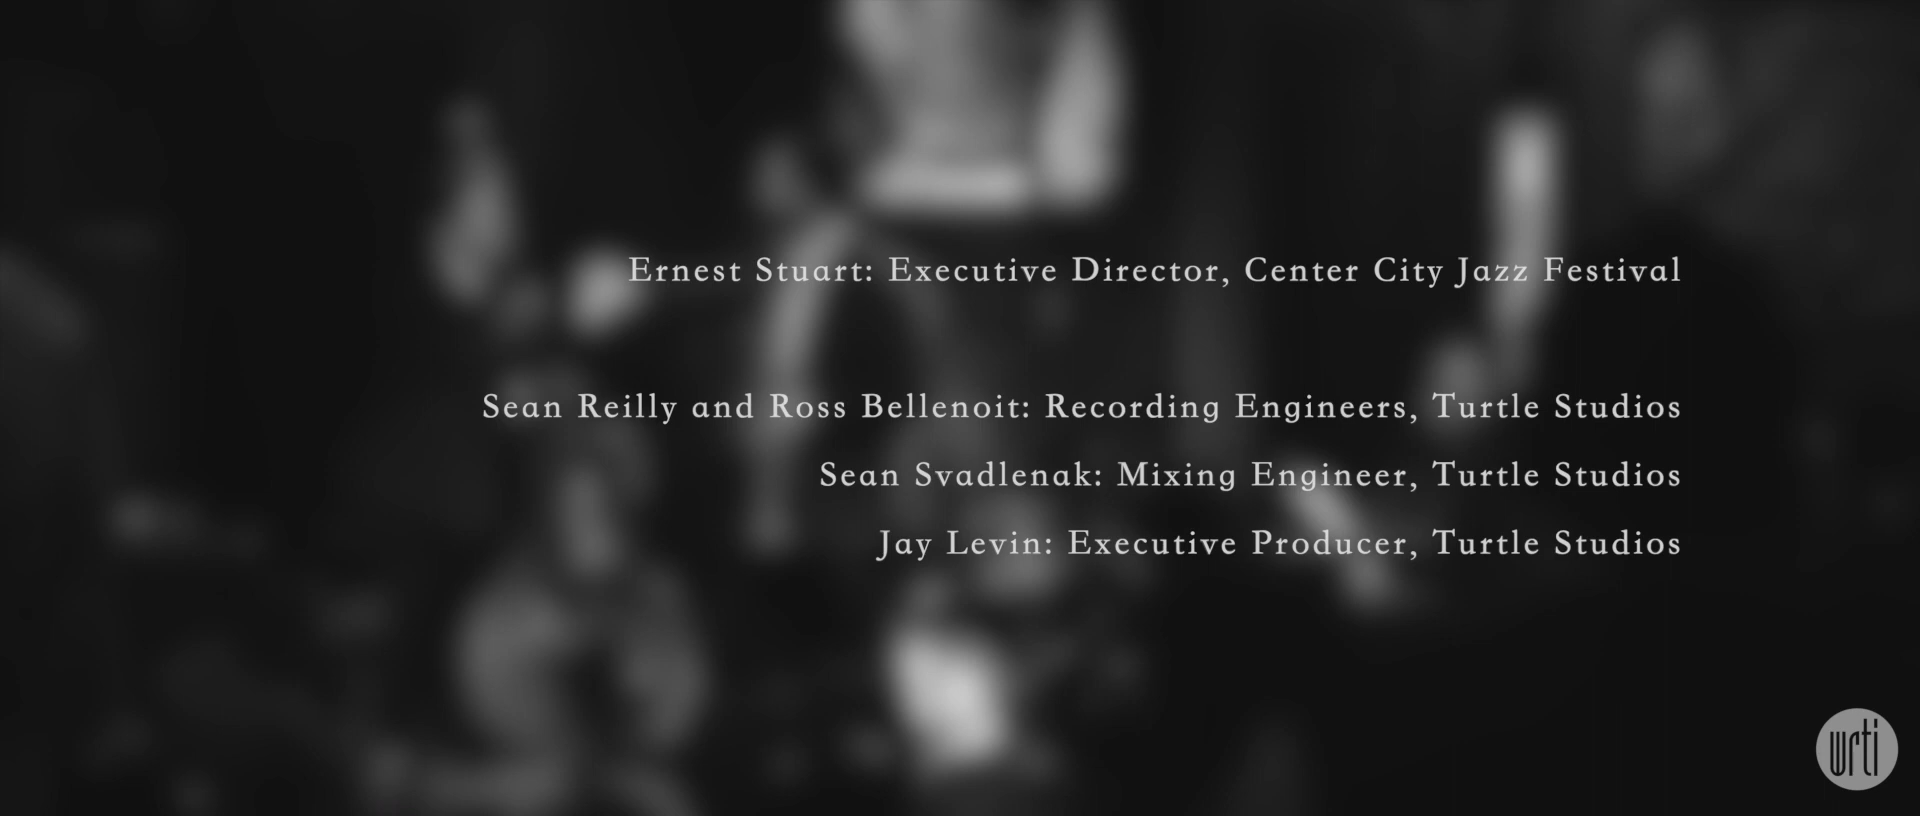 Ernest Stuart: Executive Director, Center City Jazz Festival
Sean Reilly and Ross Bellenoit: Recording Engineers, Turtle Studios
Sean Svadlenak: Mixing Engineer, Turtle Studios
Jay Levin: Executive Producer, Turtle Studios
wrti